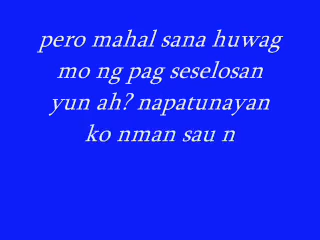 pero mahal sana huwag
mo ng pag seselosan
yun ah? napatunayan
ko nman sau n